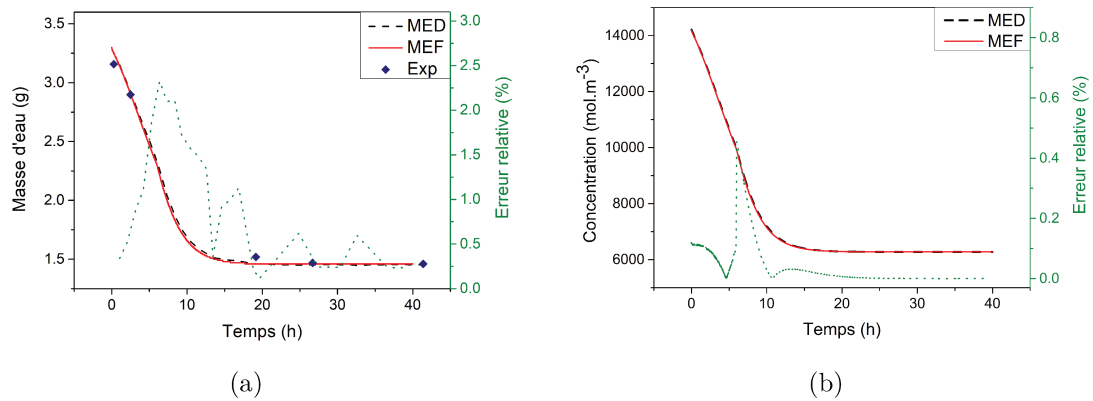 3.5
3.0
2.5
2.0
1.5
Masse d'eau (g)
0
10
20
30
40
Temps (h)
MED
MEF
Exp
3.0
2.5
2.0
1.5
1.0
0.5
0.0
Erreur relative (%)
(a)
14000
12000
10000
8000
6000
Concentration (mol.m-3)
0
10
20
30
40
Temps (h)
MED
MEF
0.8
0.6
0.4
0.2
0.0
Erreur relative (%)
(b)